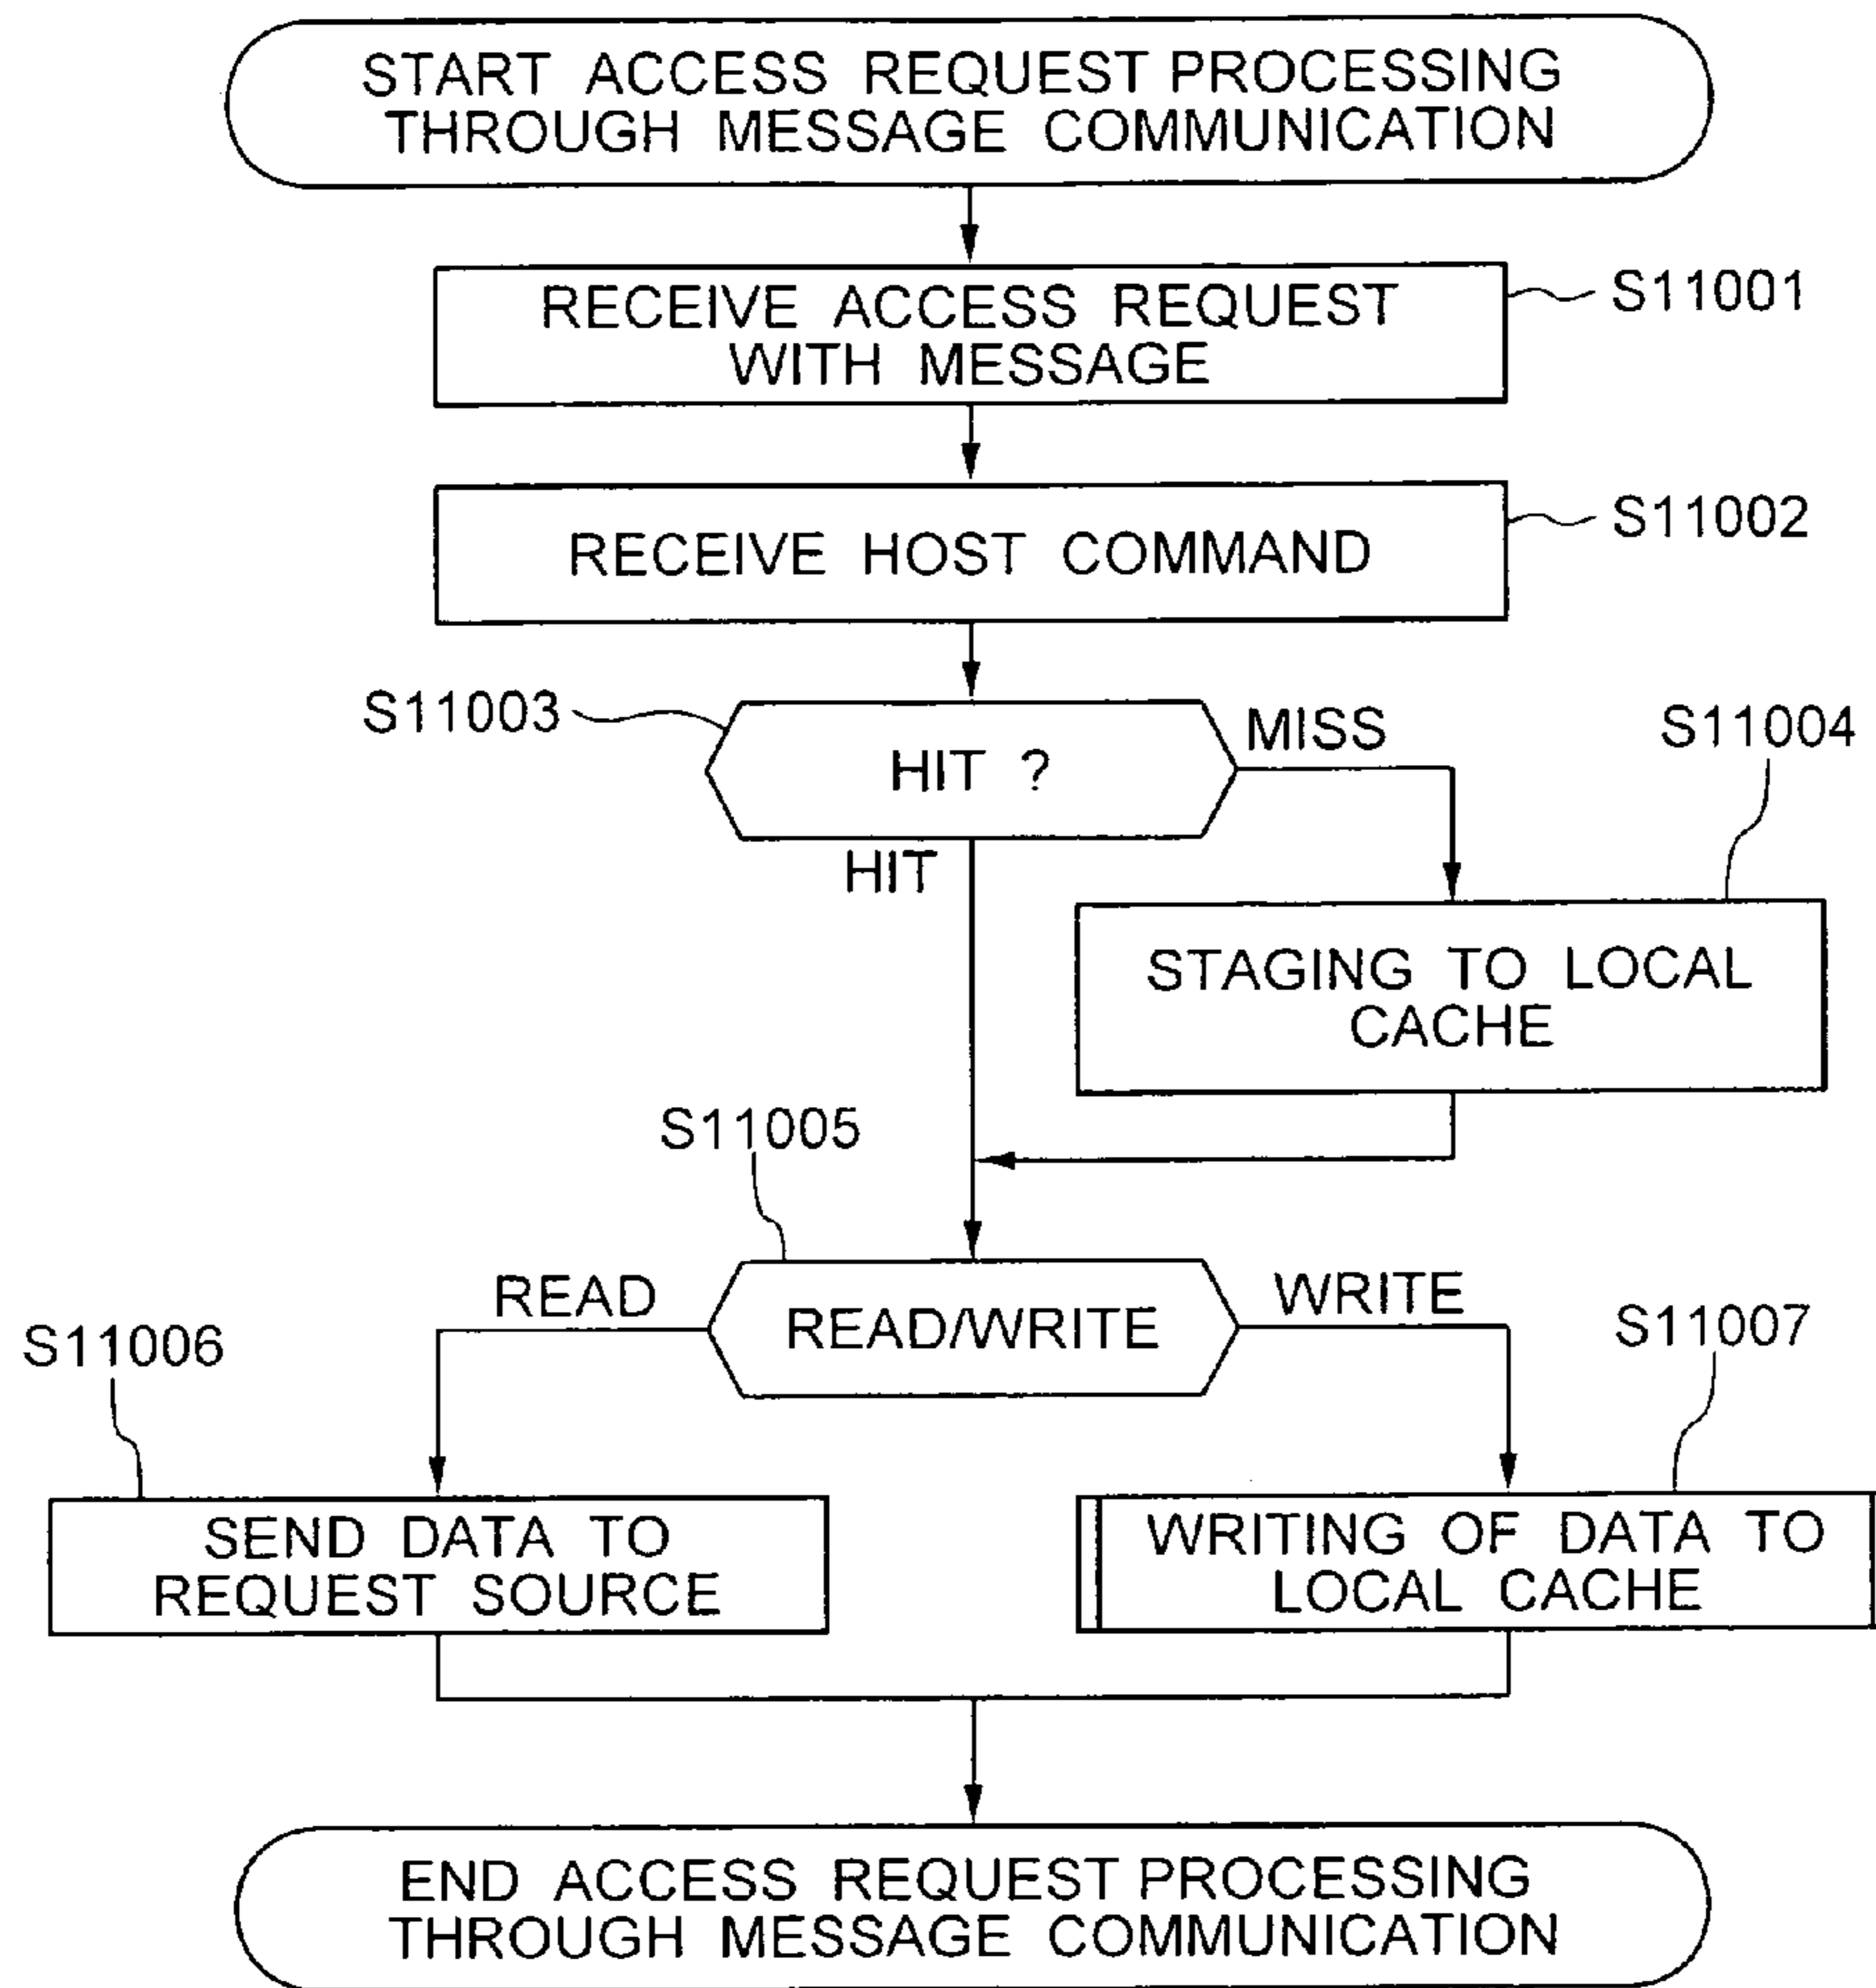 START ACCESS REQUEST PROCESSING
THROUGH MESSAGE COMMUNICATION
RECEIVE ACCESS REQUEST
WITH MESSAGE
S11001
RECEIVE HOST COMMAND
S11002
S11003
HIT ?
MISS
S11004
HIT
STAGING TO LOCAL
CACHE
S11005
READ
READ/WRITE
WRITE
S11006
S11007
SEND DATA TO
REQUEST SOURCE
WRITING OF DATA TO
LOCAL CACHE
END ACCESS REQUEST PROCESSING
THROUGH MESSAGE COMMUNICATION